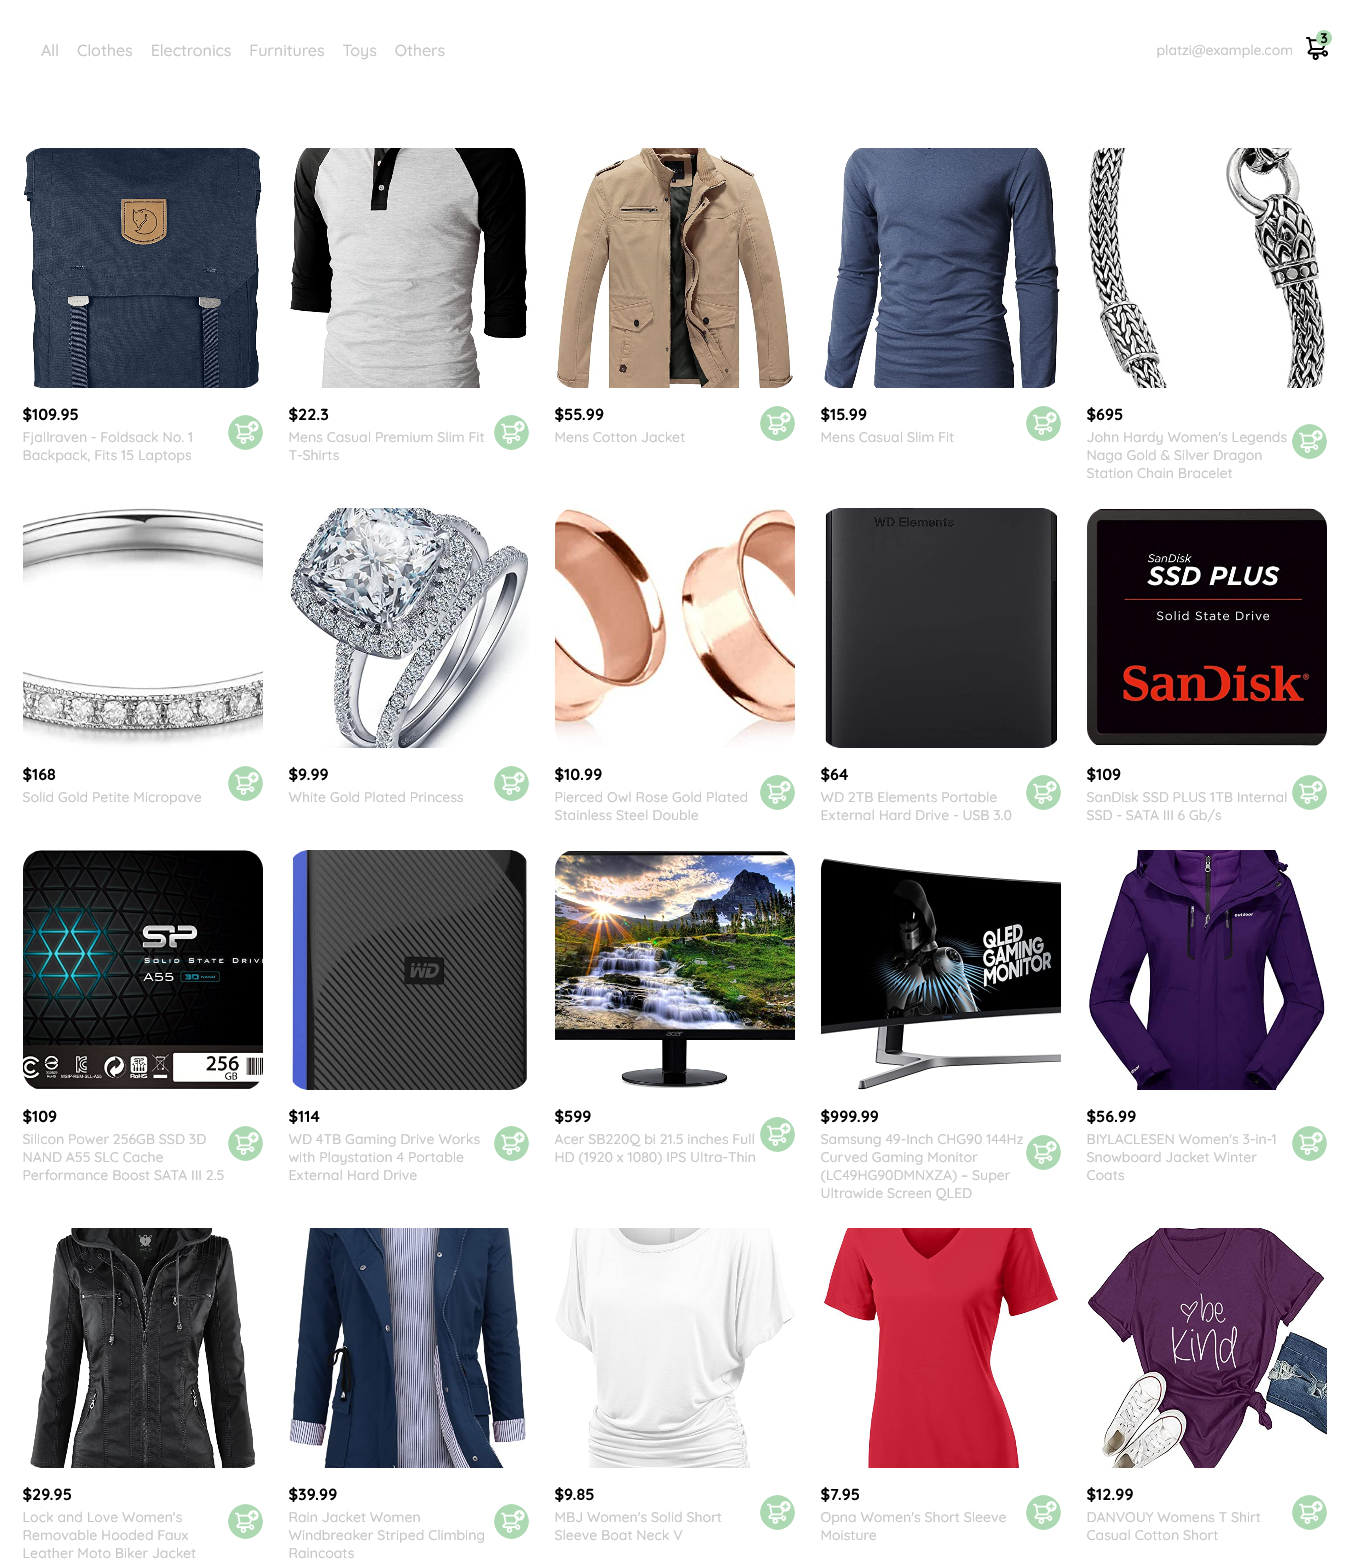 All Clothes Electronics Furnitures Toys Others
platzi@example.com
3
$109.95
Fjallraven - Foldsack No. 1
Backpack, Fits 15 Laptops
$22.3
Mens Casual Premium Slim Fit
T-Shirts
$55.99
Mens Cotton Jacket
$15.99
Mens Casual Slim Fit
$695
John Hardy Women's Legends
Naga Gold & Silver Dragon
Station Chain Bracelet
WD Elements
SanDisk
SSD PLUS
Solid State Drive
SanDisk®
$168
Solid Gold Petite Micropave
$9.99
White Gold Plated Princess
$10.99
Pierced Owl Rose Gold Plated
Stainless Steel Double
$64
WD 2TB Elements Portable
External Hard Drive - USB 3.0
$109
SanDisk SSD PLUS 1TB Internal
SSD - SATA III 6 Gb/s
SP
SOLID STATE DRIV
A55 3D NAND
RoHS
256
GB
WD
acer
QLED
GAMING
MONITOR
outdoor
$109
Silicon Power 256GB SSD 3D
NAND A55 SLC Cache
Performance Boost SATA III 2.5
$114
WD 4TB Gaming Drive Works
with Playstation 4 Portable
External Hard Drive
$599
Acer SB220Q bi 21.5 inches Full
HD (1920 x 1080) IPS Ultra-Thin
$999.99
Samsung 49-Inch CHG90 144Hz
Curved Gaming Monitor
(LC49HG90DMNXZA) – Super
Ultrawide Screen QLED
$56.99
BIYLACLESEN Women's 3-in-1
Snowboard Jacket Winter
Coats
be
kind
$29.95
Lock and Love Women's
Removable Hooded Faux
Leather Moto Biker Jacket
$39.99
Rain Jacket Women
Windbreaker Striped Climbing
Raincoats
$9.85
MBJ Women's Solid Short
Sleeve Boat Neck V
$7.95
Opna Women's Short Sleeve
Moisture
$12.99
DANVOUY Womens T Shirt
Casual Cotton Short